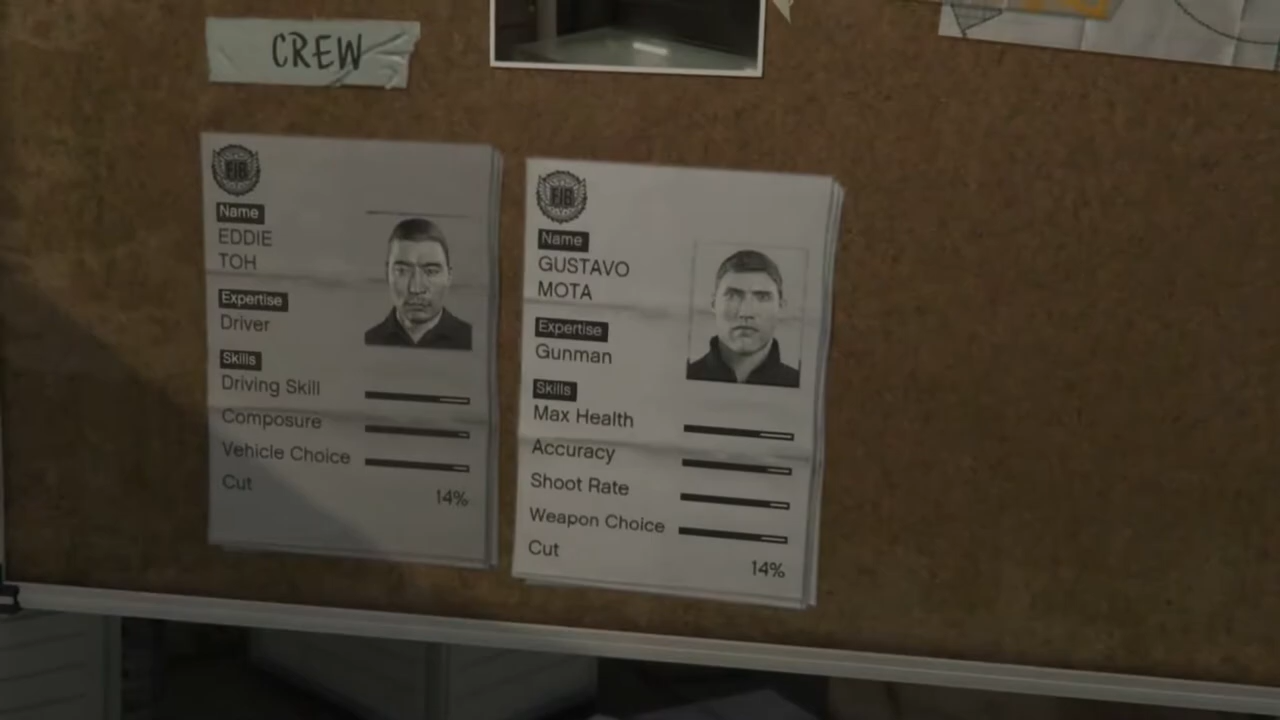 CREW
FIB
Name
EDDIE
TOH
Expertise
Driver
Skills
Driving Skill
Composure
Vehicle Choice
Cut
14%
FIB
Name
GUSTAVO
MOTA
Expertise
Gunman
Skills
Max Health
Accuracy
Shoot Rate
Weapon Choice
Cut
14%